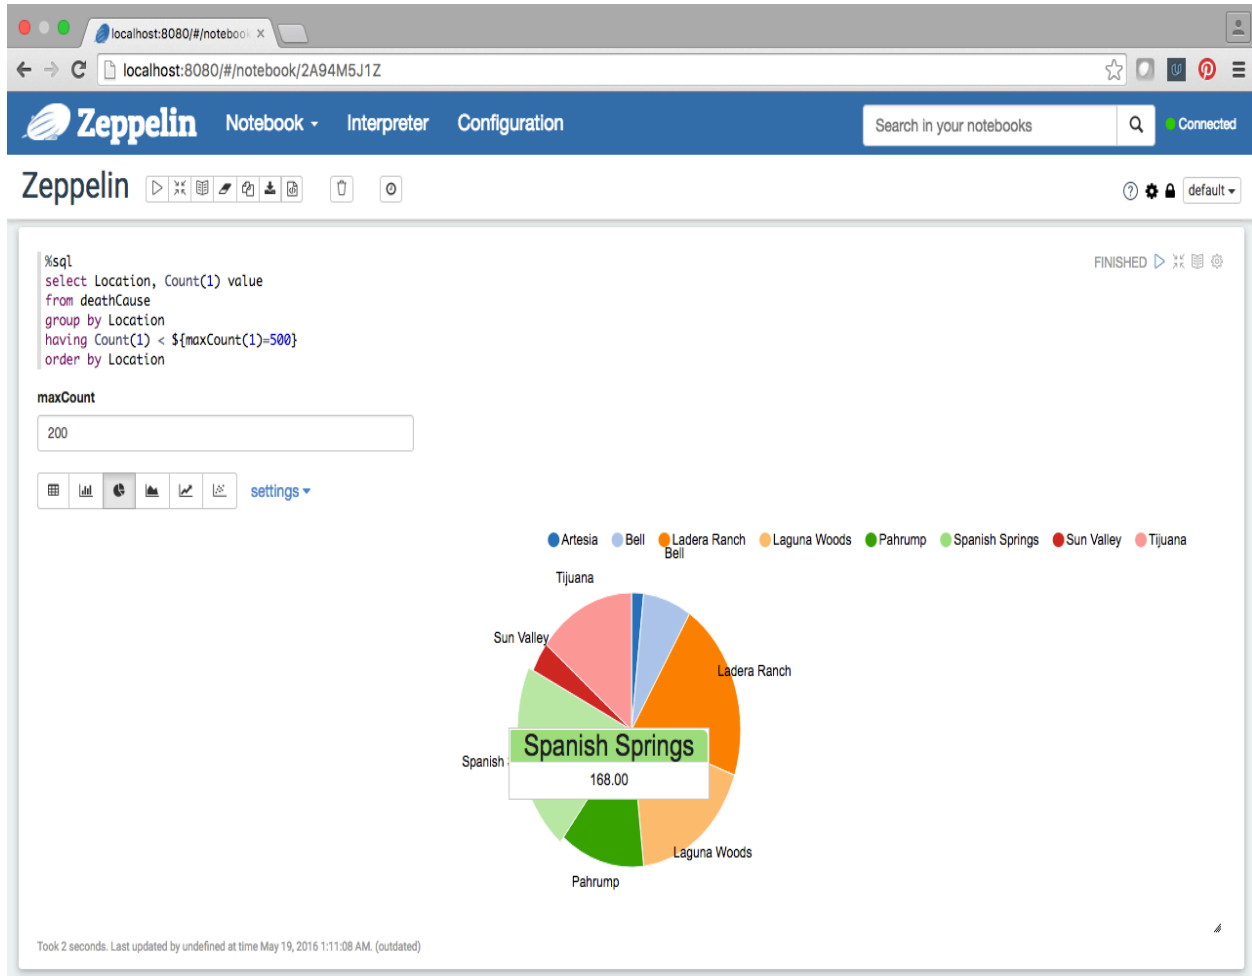 localhost:8080/#/notebook
localhost:8080/#/notebook/2A94M5J1Z
Zeppelin Notebook Interpreter Configuration Search in your notebooks Connected
Zeppelin default
%sql
FINISHED
select Location, Count(1) value
from deathCause
group by Location
having Count(1) < ${maxCount(1)=500}
order by Location
maxCount
200
settings
Artesia Bell Ladera Ranch Laguna Woods Pahrump Spanish Springs Sun Valley Tijuana
Bell
Tijuana
Sun Valley
Ladera Ranch
Spanish Springs
Spanish
168.00
Laguna Woods
Pahrump
Took 2 seconds. Last updated by undefined at time May 19, 2016 1:11:08 AM. (outdated)